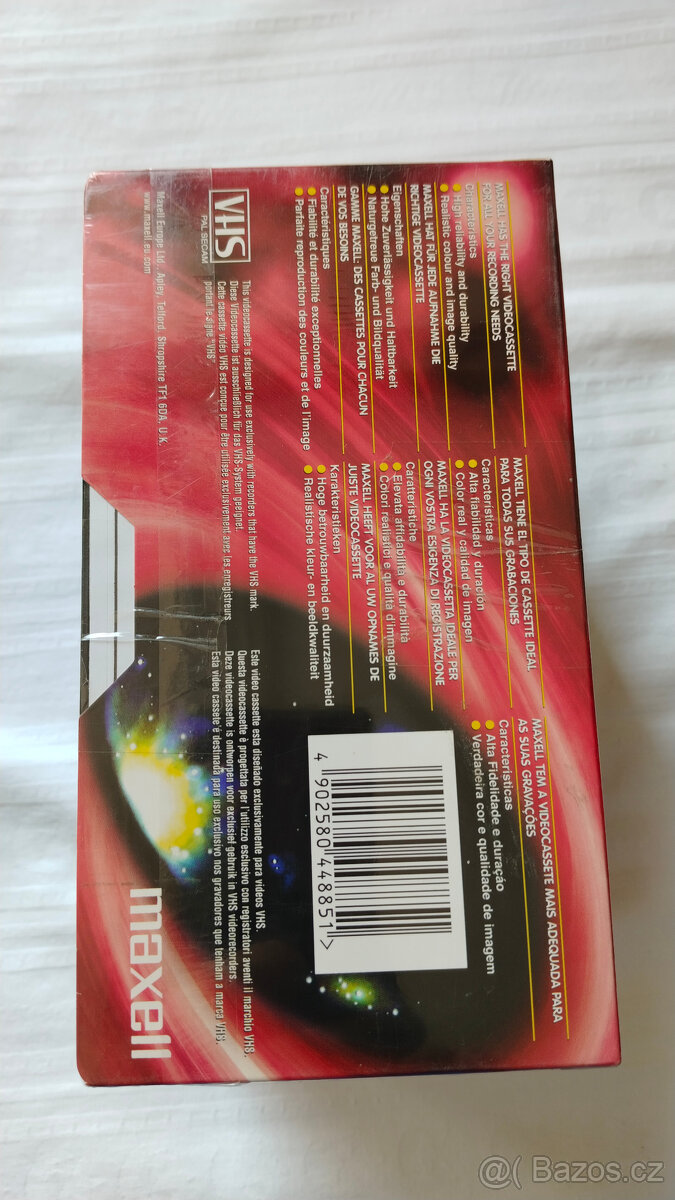 MAXELL HAS THE RIGHT VIDEOCASSETTE
FOR ALL YOUR RECORDING NEEDS
Characteristics
● High reliability and durability
● Realistic colour and image quality
MAXELL HAT FÜR JEDE AUFNAHME DIE
RICHTIGE VIDEOCASSETTE
Eigenschaften
● Hohe Zuverlässigkeit und Haltbarkeit
● Naturgetreue Farb- und Bildqualität
GAMME MAXELL: DES CASSETTES POUR CHACUN
DE VOS BESOINS
Caractéristiques
● Fiabilité et durabilité exceptionnelles
● Parfaite reproduction des couleurs et de l'image
MAXELL TIENE EL TIPO DE CASSETTE IDEAL
PARA TODAS SUS GRABACIONES
Características
● Alta fiabilidad y duración
● Color real y calidad de imagen
MAXELL HA LA VIDEOCASSETTA IDEALE PER
OGNI VOSTRA ESIGENZA DI REGISTRAZIONE
Caratteristiche
● Elevata affidabilità e durabilità
● Colori realistici e qualità d'immagine
MAXELL HEEFT VOOR AL UW OPNAMES DE
JUISTE VIDEOCASSETTE
Karakteristieken
● Hoge betrouwbaarheid en duurzaamheid
● Realistische kleur- en beeldkwaliteit
MAXELL TEM A VIDEOCASSETE MAIS ADEQUADA PARA
AS SUAS GRAVAÇÕES
Características
● Alta Fidelidade e duração
● Verdadeira cor e qualidade de imagem
4 902580 448851 >
VHS
PAL SECAM
This videocassette is designed for use exclusively with recorders that have the VHS mark.
Diese Videocassette ist ausschließlich für das VHS-System geeignet.
Cette cassette vidéo VHS est conçue pour être utilisée exclusivement avec les enregistreurs
portant le signe "VHS".
Este video cassette esta diseñado exclusivamente para videos VHS.
Questa videocassette è progettata per l'utilizzo esclusivo con registratori aventi il marchio VHS.
Deze videocassette is ontworpen voor exclusief gebruik in VHS videorecorders.
Esta video cassete é destinada para uso exclusivo nos gravadores que tenham a marca VHS.
Maxell Europe Ltd., Apley, Telford, Shropshire TF1 6DA, U.K.
www.maxell.eu.com
maxell
@ Bazos.cz